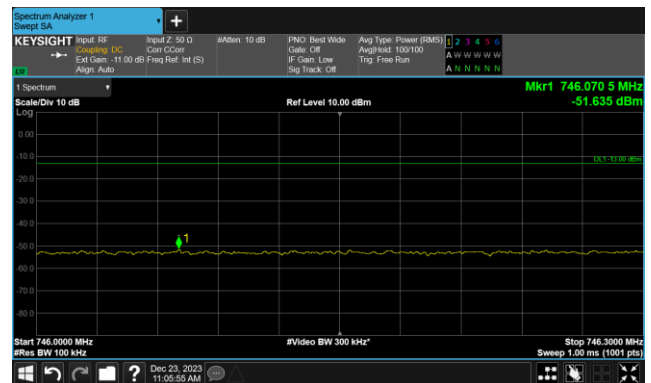 Spectrum Analyzer 1
Swept SA
+
KEYSIGHT
Input: RF
Coupling: DC
Ext Gain: -11.00 dB
Align: Auto
Input Z: 50 Ω
Corr CCorr
Freq Ref: Int (S)
#Atten: 10 dB
PNO: Best Wide
Gate: Off
IF Gain: Low
Sig Track: Off
Avg Type: Power (RMS)
Avg|Hold: 100/100
Trig: Free Run
1 2 3 4 5 6
A W W W W W
A N N N N N
1 Spectrum
Scale/Div 10 dB
Log
Ref Level 10.00 dBm
Mkr1 746.070 5 MHz
-51.635 dBm
0.00
-10.0
DL1 -13.00 dBm
-20.0
-30.0
-40.0
1
-50.0
-60.0
-70.0
-80.0
Start 746.0000 MHz
#Res BW 100 kHz
#Video BW 300 kHz*
Stop 746.3000 MHz
Sweep 1.00 ms (1001 pts)
?
Dec 23, 2023
11:05:55 AM